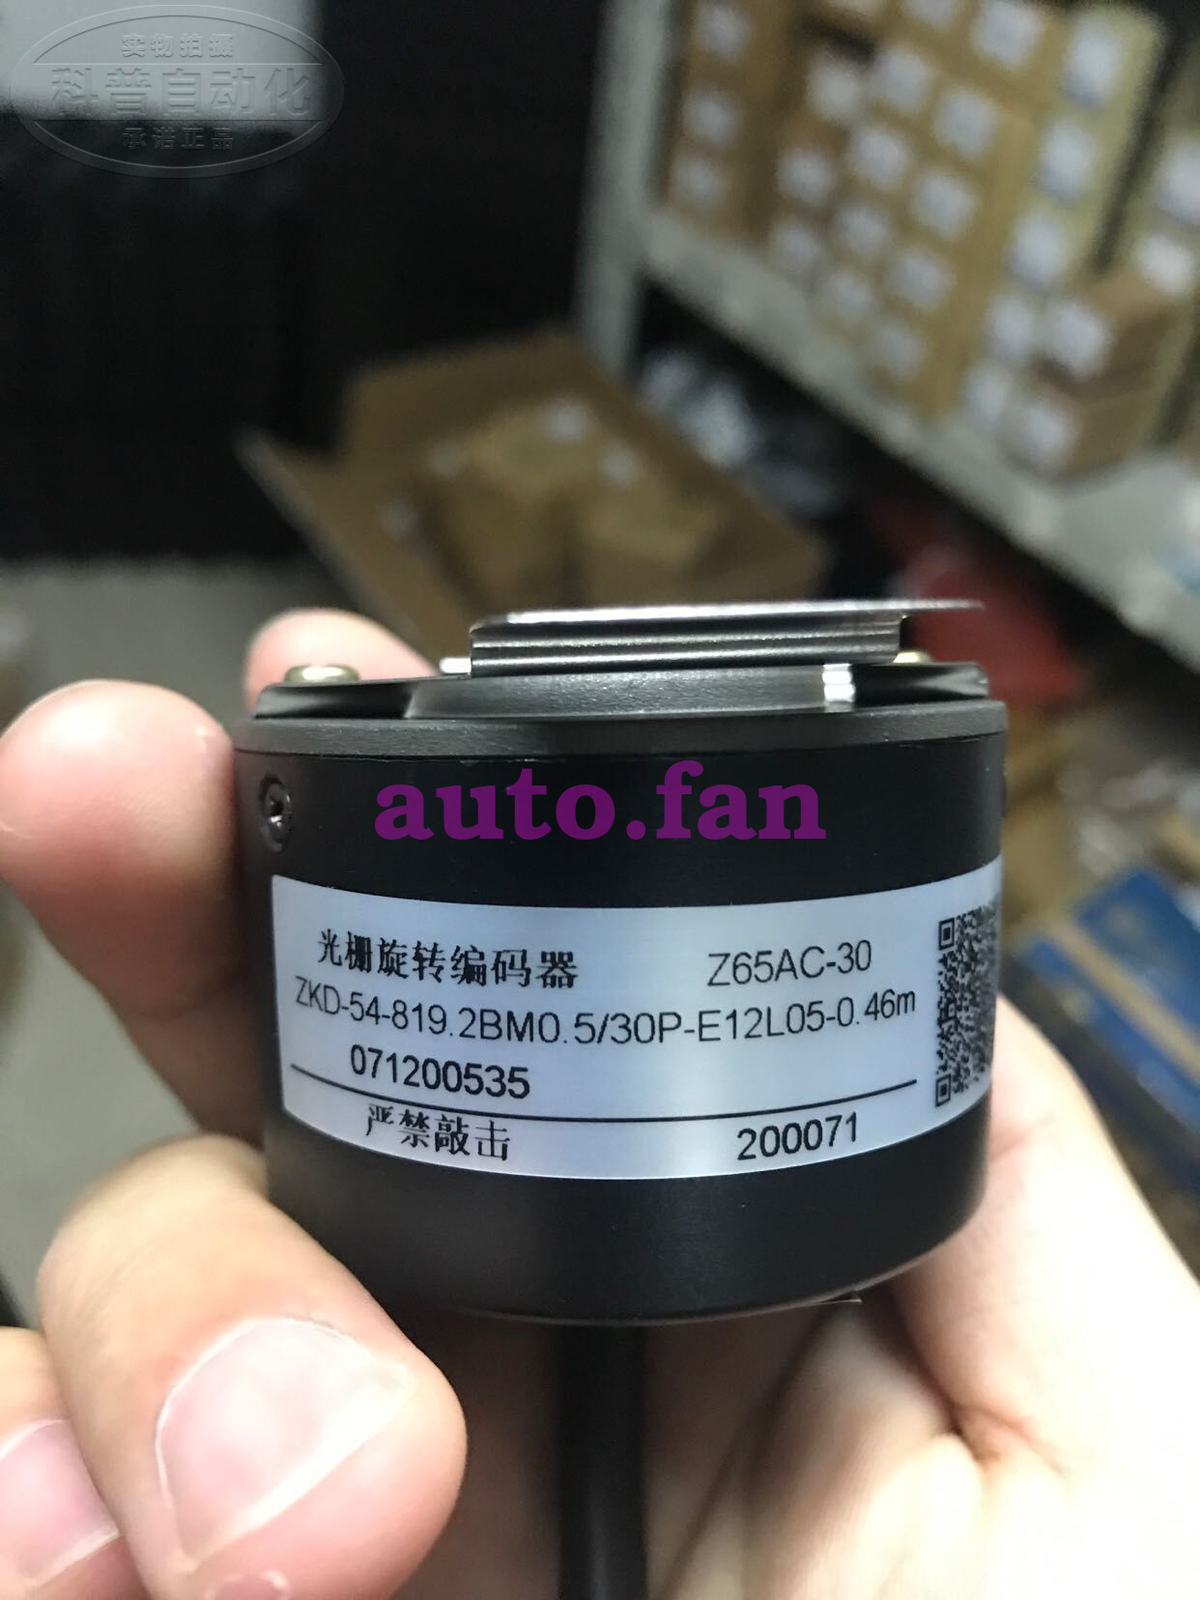 实物拍摄
科普自动化
承诺正品
auto.fan
光栅旋转编码器 Z65AC-30
ZKD-54-819.2BM0.5/30P-E12L05-0.46m
071200535
严禁敲击 200071